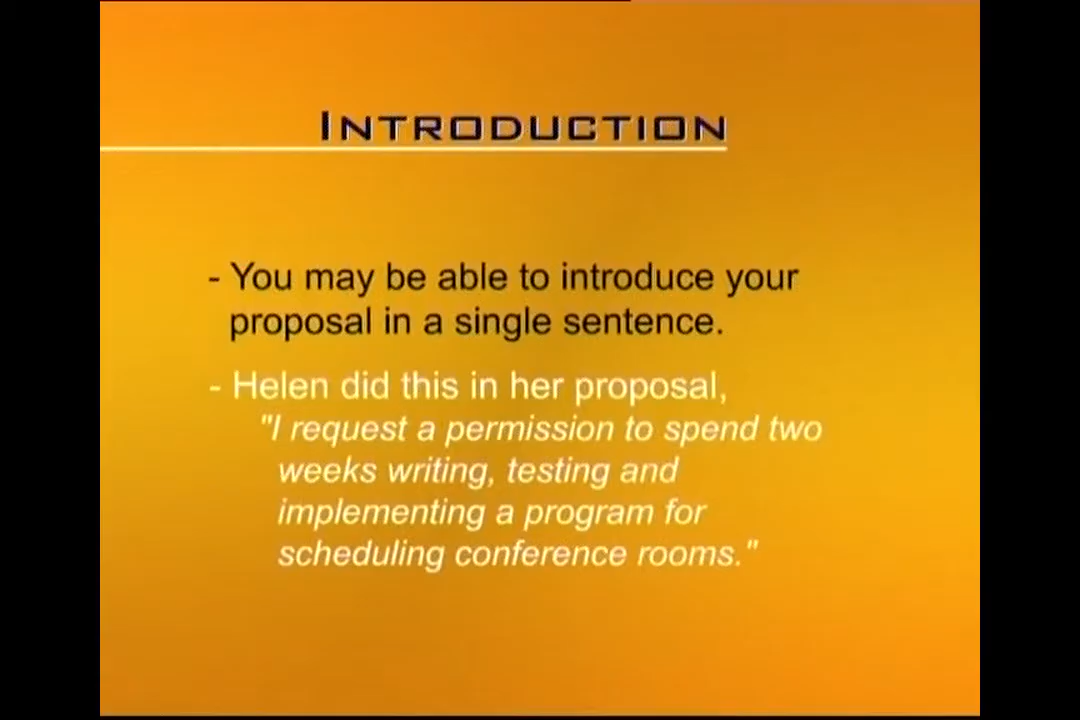 INTRODUCTION
- You may be able to introduce your
proposal in a single sentence.
- Helen did this in her proposal,
"I request a permission to spend two
weeks writing, testing and
implementing a program for
scheduling conference rooms."